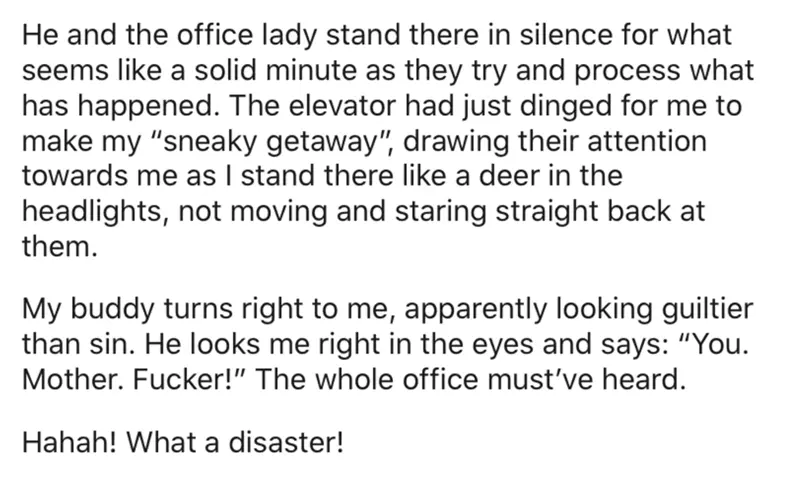 He and the office lady stand there in silence for what
seems like a solid minute as they try and process what
has happened. The elevator had just dinged for me to
make my “sneaky getaway”, drawing their attention
towards me as I stand there like a deer in the
headlights, not moving and staring straight back at
them.
My buddy turns right to me, apparently looking guiltier
than sin. He looks me right in the eyes and says: “You.
Mother. Fucker!” The whole office must’ve heard.
Hahah! What a disaster!